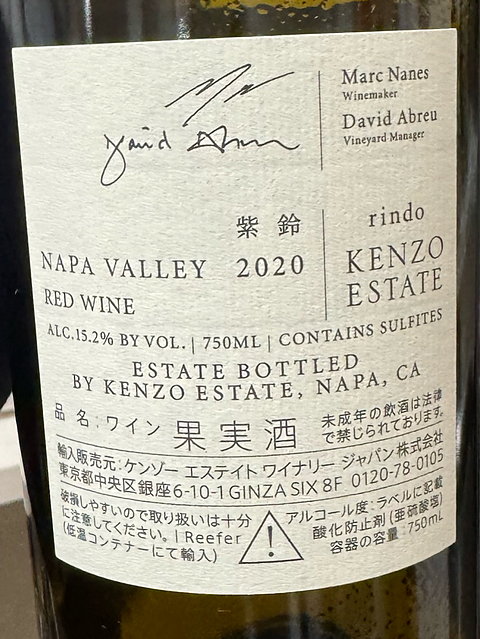 David Abreu
Marc Nanes
Winemaker
David Abreu
Vineyard Manager
紫鈴
rindo
NAPA VALLEY 2020
KENZO
ESTATE
RED WINE
ALC.15.2% BY VOL. | 750ML | CONTAINS SULFITES
ESTATE BOTTLED
BY KENZO ESTATE, NAPA, CA
品名:ワイン 果実酒
未成年の飲酒は法律
で禁じられております。
輸入販売元:ケンゾー エステイト ワイナリー ジャパン株式会社
東京都中央区銀座6-10-1 GINZA SIX 8F 0120-78-0105
破損しやすいので取り扱いは十分
に注意してください。| Reefer
(低温コンテナーにて輸入)
アルコール度:ラベルに記載
酸化防止剤(亜硫酸塩)
容器の容量:750mL